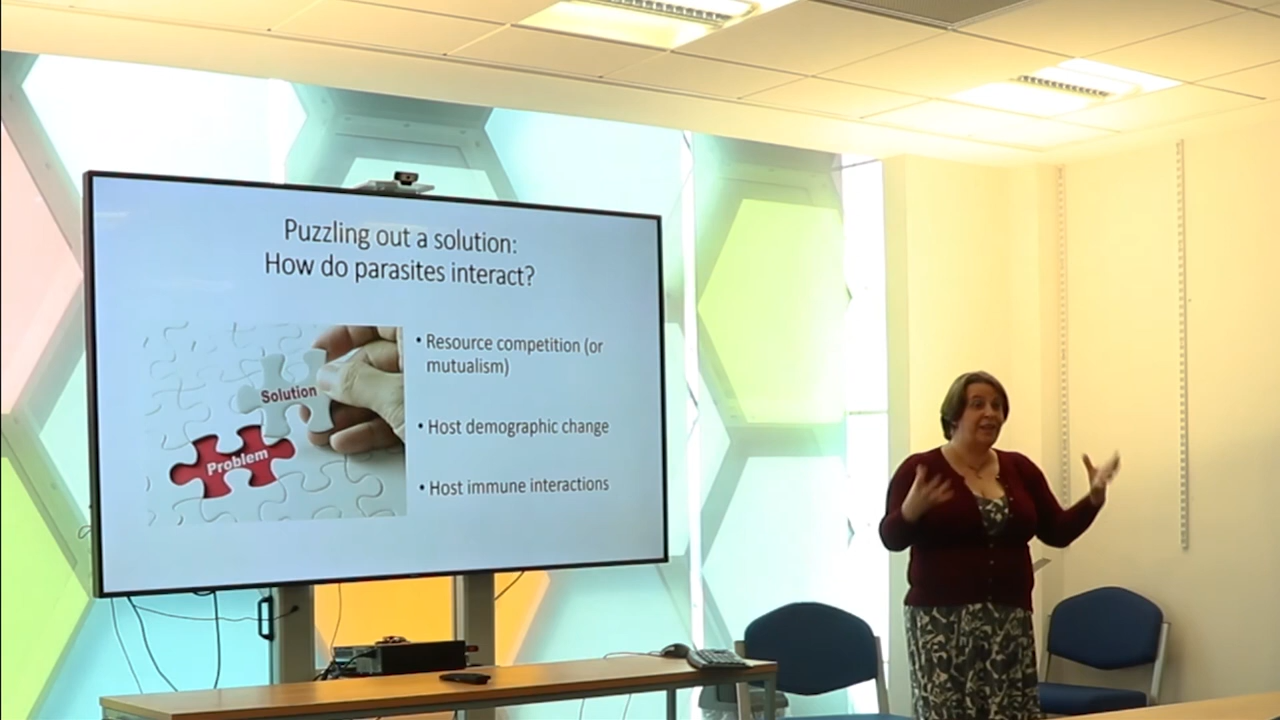 Puzzling out a solution:
How do parasites interact?
Solution
Problem
• Resource competition (or
mutualism)
• Host demographic change
• Host immune interactions